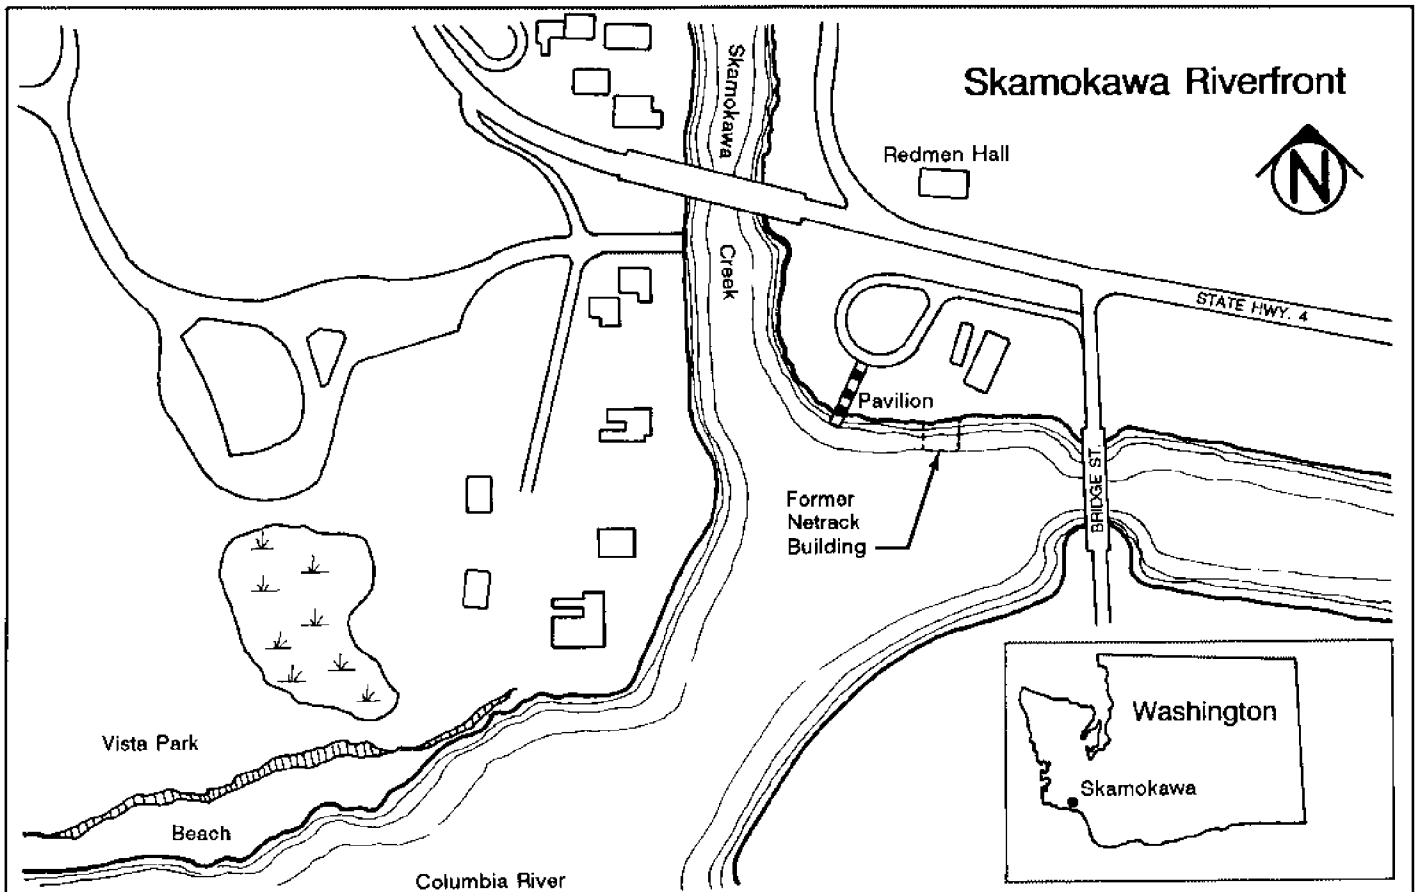 Skamokawa Riverfront
N
Skamokawa
Creek
Redmen Hall
STATE HWY. 4
Pavilion
BRIDGE ST.
Former
Netrack
Building
Washington
Skamokawa
Vista Park
Beach
Columbia River